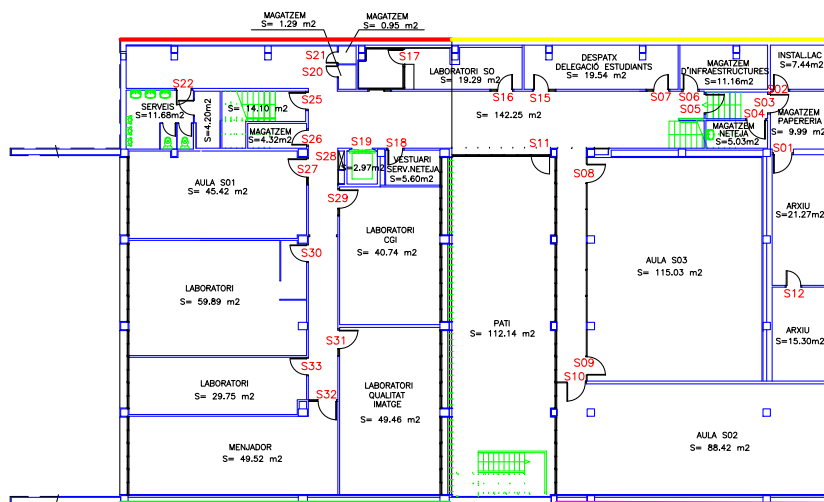 MAGATZEM
S= 1.29 m2
MAGATZEM
S= 0.95 m2
S21
S20
S17
LABORATORI SO
S= 19.29 m2
DESPATX
DELEGACIÓ ESTUDIANTS
S= 19.54 m2
MAGATZEM
D'INFRAESTRUCTURES
S=11.16m2
INSTAL.LAC
S=7.44m2
S22
SERVEIS
S=11.68m2
S=4.20m2
S= 14.10 m2
S25
S16
S15
S07
S06
S05
S02
S03
S04
142.25 m2
MAGATZEM
PAPERERIA
S= 9.99 m2
MAGATZEM
S=4.32m2
S26
MAGATZEM
NETEJA
S=5.03m2
S27
S28
S19
S18
S11
S01
S=2.97m2
VESTUARI
SERV.NETEJA
S=5.60m2
S08
AULA S01
S= 45.42 m2
S29
ARXIU
S=21.27m2
LABORATORI
CGI
S= 40.74 m2
S30
AULA S03
S= 115.03 m2
LABORATORI
S= 59.89 m2
S12
PATI
S= 112.14 m2
ARXIU
S=15.30m2
S31
S33
S09
S10
LABORATORI
S= 29.75 m2
LABORATORI
QUALITAT
IMATGE
S= 49.46 m2
S32
MENJADOR
S= 49.52 m2
AULA S02
S= 88.42 m2